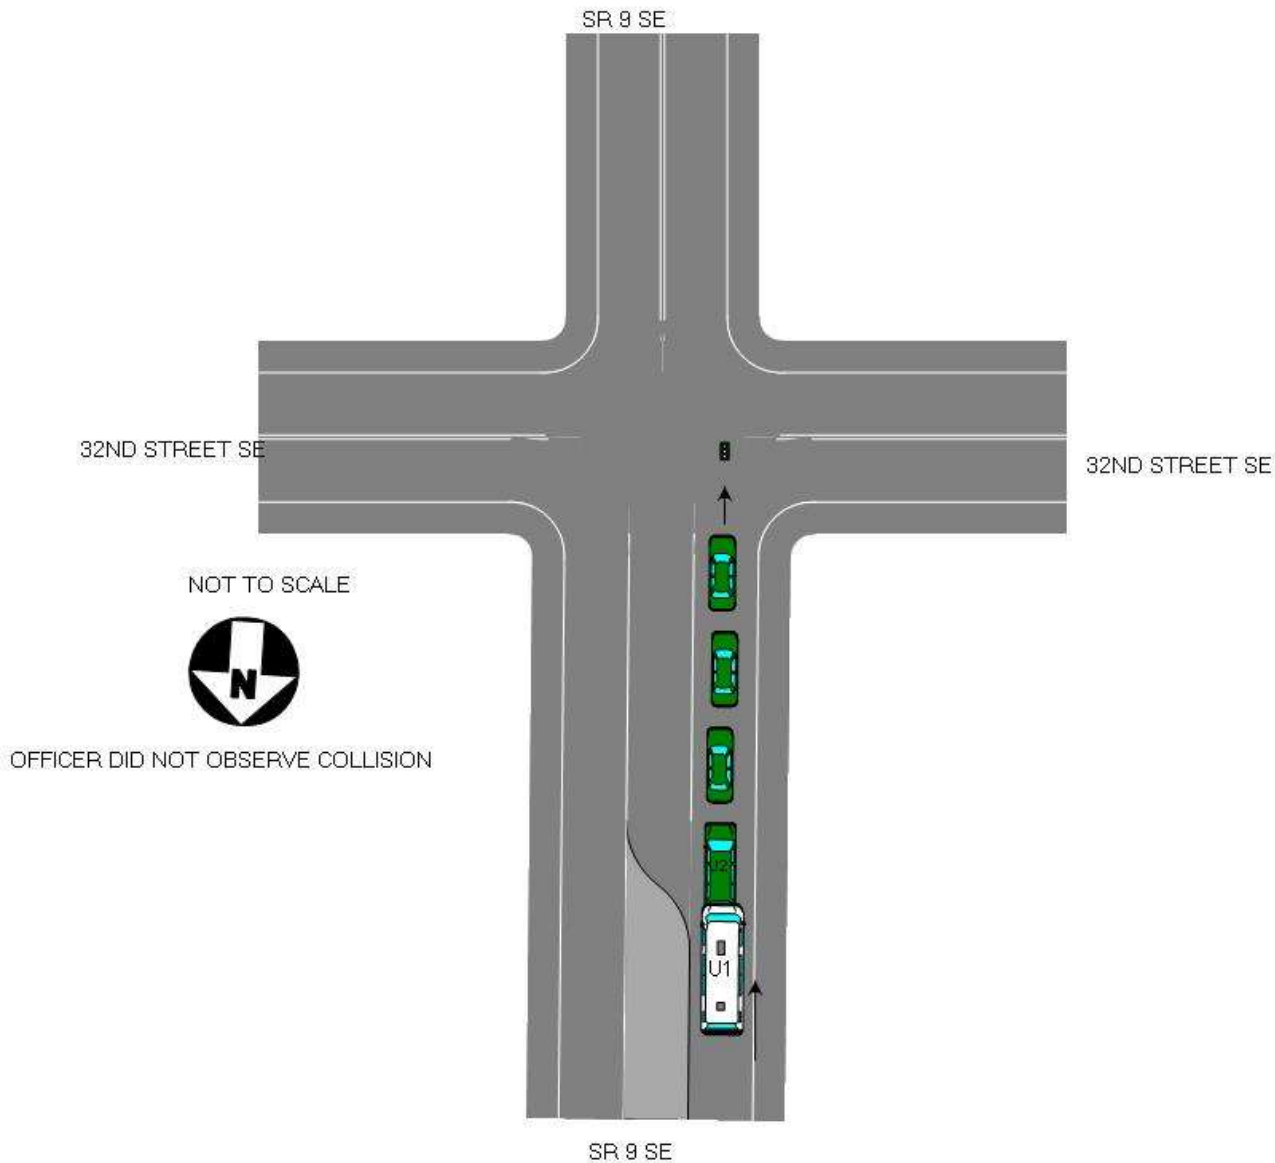 SR 9 SE
32ND STREET SE
32ND STREET SE
NOT TO SCALE
N
OFFICER DID NOT OBSERVE COLLISION
U2
U1
SR 9 SE